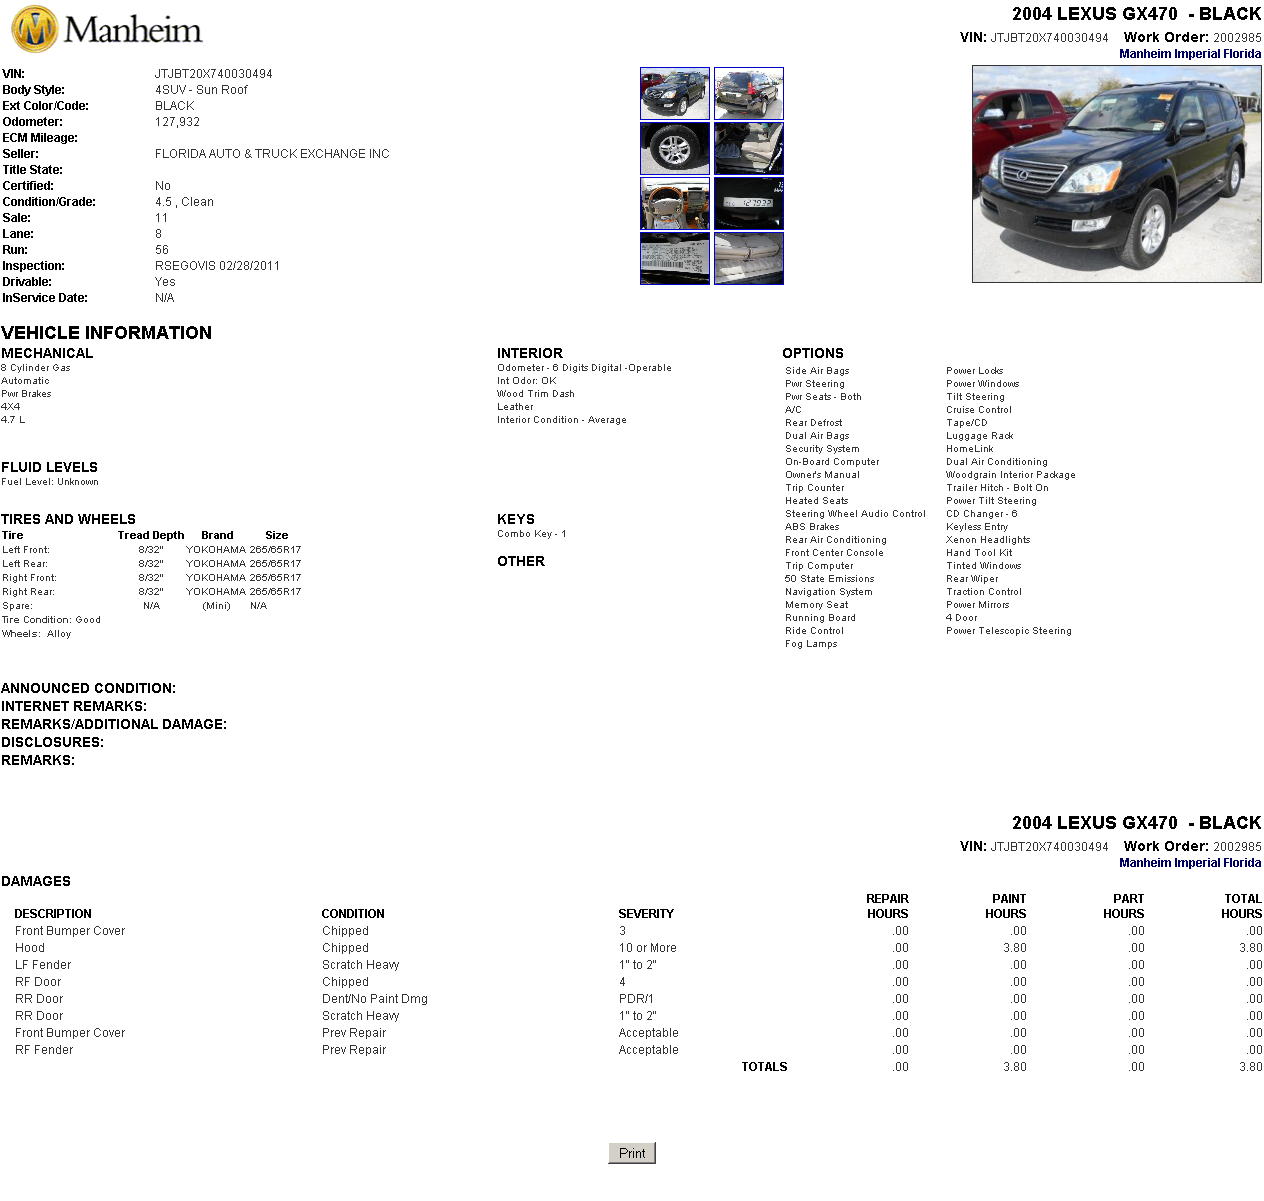 Manheim
2004 LEXUS GX470 - BLACK
VIN: JTJBT20X740030494 Work Order: 2002985
Manheim Imperial Florida
VIN: JTJBT20X740030494
Body Style: 4SUV - Sun Roof
Ext Color/Code: BLACK
Odometer: 127,932
ECM Mileage:
Seller: FLORIDA AUTO & TRUCK EXCHANGE INC
Title State:
Certified: No
Condition/Grade: 4.5 , Clean
Sale: 11
Lane: 8
Run: 56
Inspection: RSEGOVIS 02/28/2011
Drivable: Yes
InService Date: N/A
VEHICLE INFORMATION
MECHANICAL
8 Cylinder Gas
Automatic
Pwr Brakes
4X4
4.7 L
FLUID LEVELS
Fuel Level: Unknown
TIRES AND WHEELS
Tire Tread Depth Brand Size
Left Front: 8/32" YOKOHAMA 265/65R17
Left Rear: 8/32" YOKOHAMA 265/65R17
Right Front: 8/32" YOKOHAMA 265/65R17
Right Rear: 8/32" YOKOHAMA 265/65R17
Spare: N/A (Mini) N/A
Tire Condition: Good
Wheels: Alloy
INTERIOR
Odometer - 6 Digits Digital -Operable
Int Odor: OK
Wood Trim Dash
Leather
Interior Condition - Average
KEYS
Combo Key - 1
OTHER
OPTIONS
Side Air Bags Power Locks
Pwr Steering Power Windows
Pwr Seats - Both Tilt Steering
A/C Cruise Control
Rear Defrost Tape/CD
Dual Air Bags Luggage Rack
Security System HomeLink
On-Board Computer Dual Air Conditioning
Owner's Manual Woodgrain Interior Package
Trip Counter Trailer Hitch - Bolt On
Heated Seats Power Tilt Steering
Steering Wheel Audio Control CD Changer - 6
ABS Brakes Keyless Entry
Rear Air Conditioning Xenon Headlights
Front Center Console Hand Tool Kit
Trip Computer Tinted Windows
50 State Emissions Rear Wiper
Navigation System Traction Control
Memory Seat Power Mirrors
Running Board 4 Door
Ride Control Power Telescopic Steering
Fog Lamps
ANNOUNCED CONDITION:
INTERNET REMARKS:
REMARKS/ADDITIONAL DAMAGE:
DISCLOSURES:
REMARKS:
2004 LEXUS GX470 - BLACK
VIN: JTJBT20X740030494 Work Order: 2002985
Manheim Imperial Florida
DAMAGES
REPAIR PAINT PART TOTAL
DESCRIPTION CONDITION SEVERITY HOURS HOURS HOURS HOURS
Front Bumper Cover Chipped 3 .00 .00 .00 .00
Hood Chipped 10 or More .00 3.80 .00 3.80
LF Fender Scratch Heavy 1" to 2" .00 .00 .00 .00
RF Door Chipped 4 .00 .00 .00 .00
RR Door Dent/No Paint Dmg PDR/1 .00 .00 .00 .00
RR Door Scratch Heavy 1" to 2" .00 .00 .00 .00
Front Bumper Cover Prev Repair Acceptable .00 .00 .00 .00
RF Fender Prev Repair Acceptable .00 .00 .00 .00
TOTALS .00 3.80 .00 3.80
Print